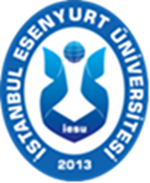 İSTANBUL ESENYURT ÜNİVERSİTESİ
iesu
2013